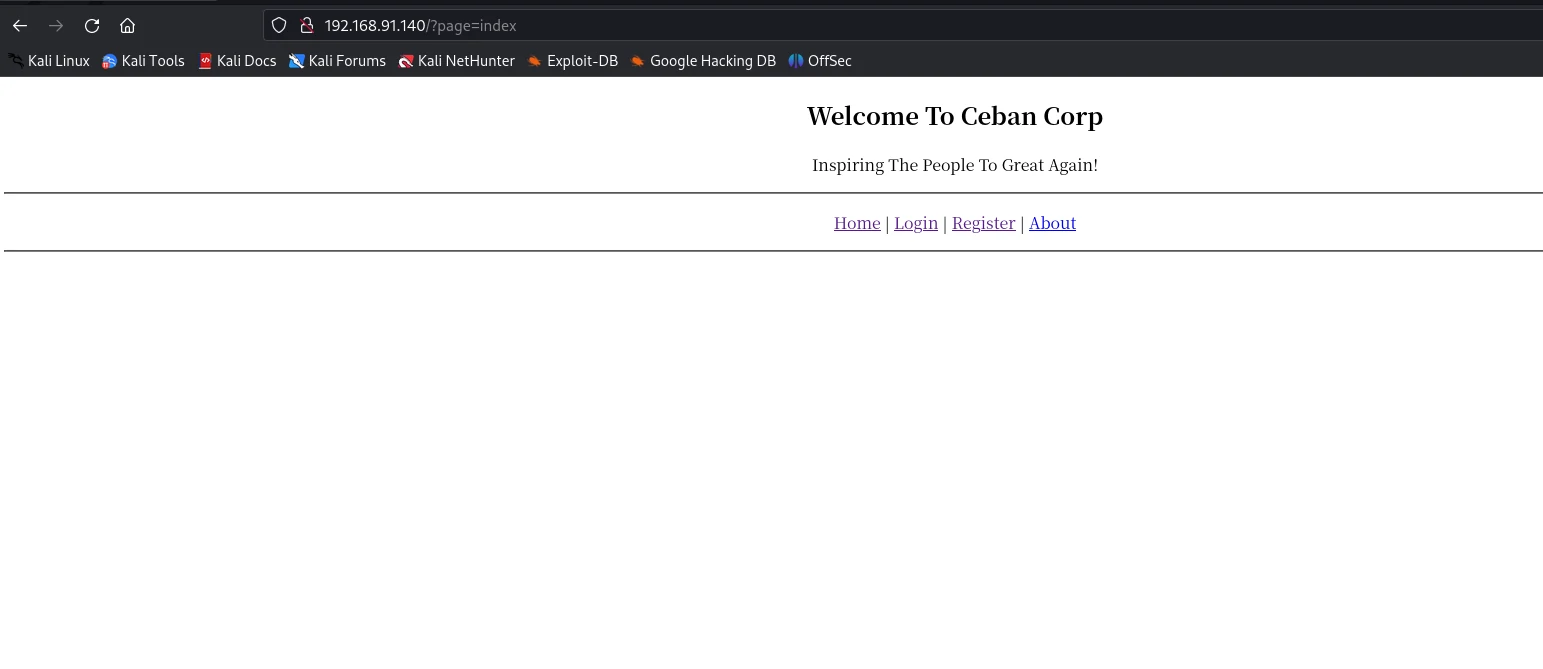 192.168.91.140/?page=index
Kali Linux Kali Tools Kali Docs Kali Forums Kali NetHunter Exploit-DB Google Hacking DB OffSec
Welcome To Ceban Corp
Inspiring The People To Great Again!
Home | Login | Register | About